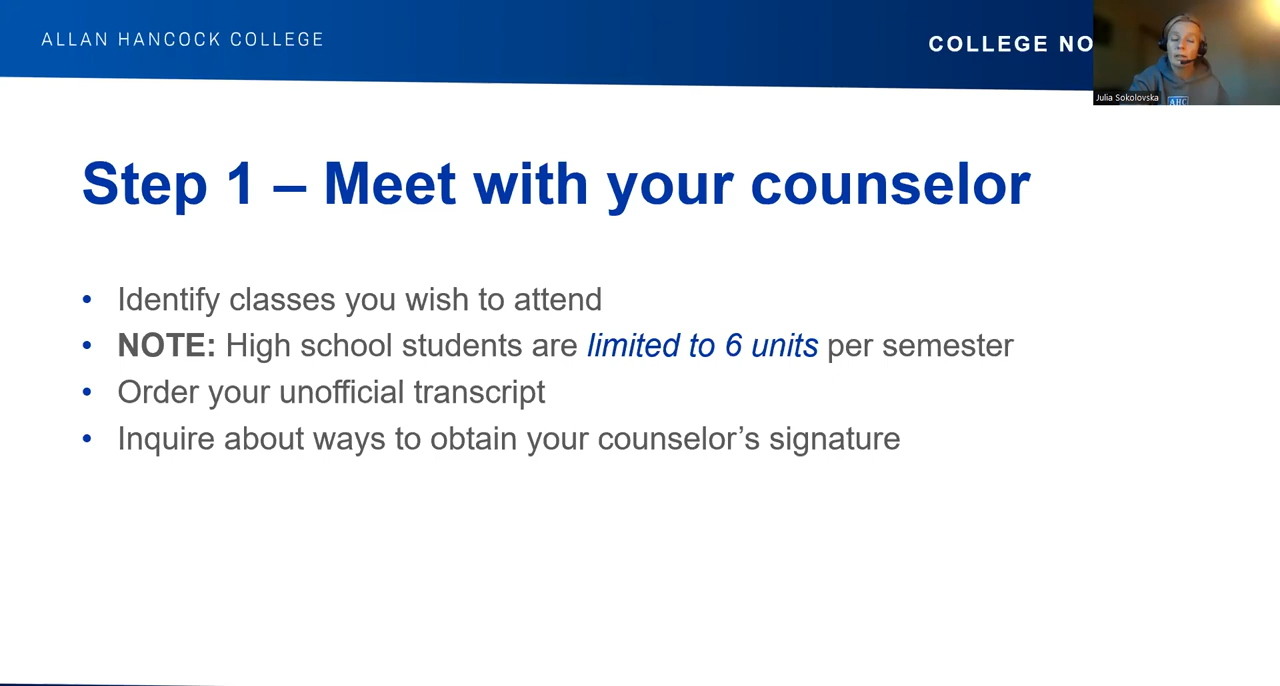 ALLAN HANCOCK COLLEGE
COLLEGE NO
Julia Sokolovska
AHC
Step 1 – Meet with your counselor
• Identify classes you wish to attend
• NOTE: High school students are limited to 6 units per semester
• Order your unofficial transcript
• Inquire about ways to obtain your counselor’s signature